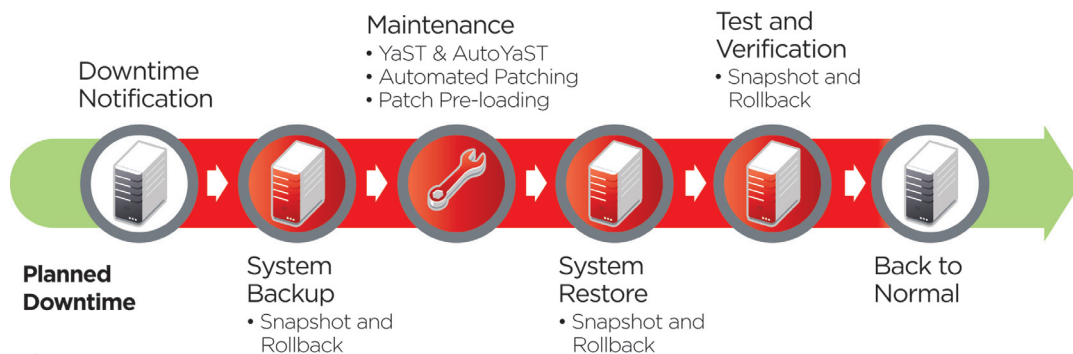 Downtime
Notification
Maintenance
• YaST & AutoYaST
• Automated Patching
• Patch Pre-loading
Test and
Verification
• Snapshot and
Rollback
Planned
Downtime
System
Backup
• Snapshot and
Rollback
System
Restore
• Snapshot and
Rollback
Back to
Normal